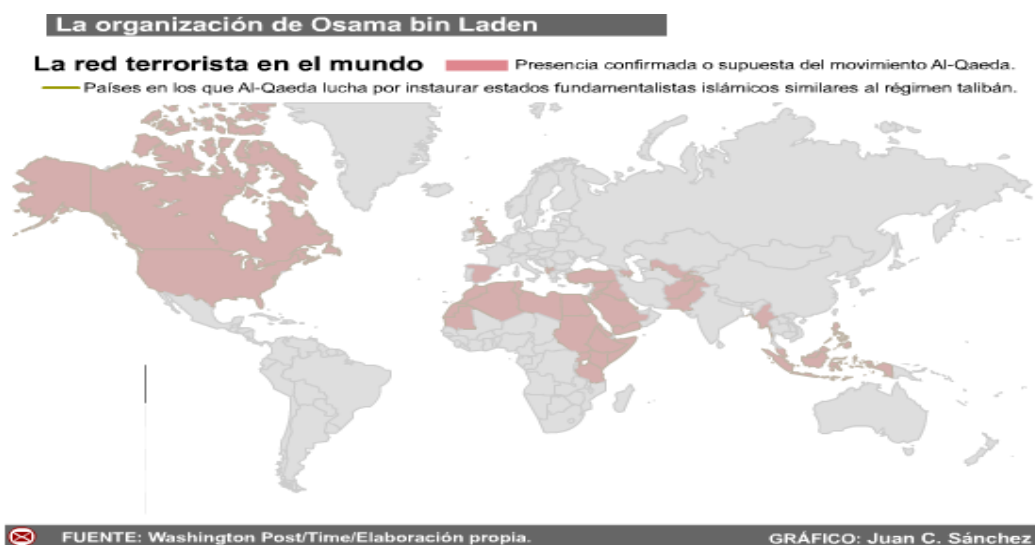 La organización de Osama bin Laden
La red terrorista en el mundo
Presencia confirmada o supuesta del movimiento Al-Qaeda.
Países en los que Al-Qaeda lucha por instaurar estados fundamentalistas islámicos similares al régimen talibán.
FUENTE: Washington Post/Time/Elaboración propia.
GRÁFICO: Juan C. Sánchez